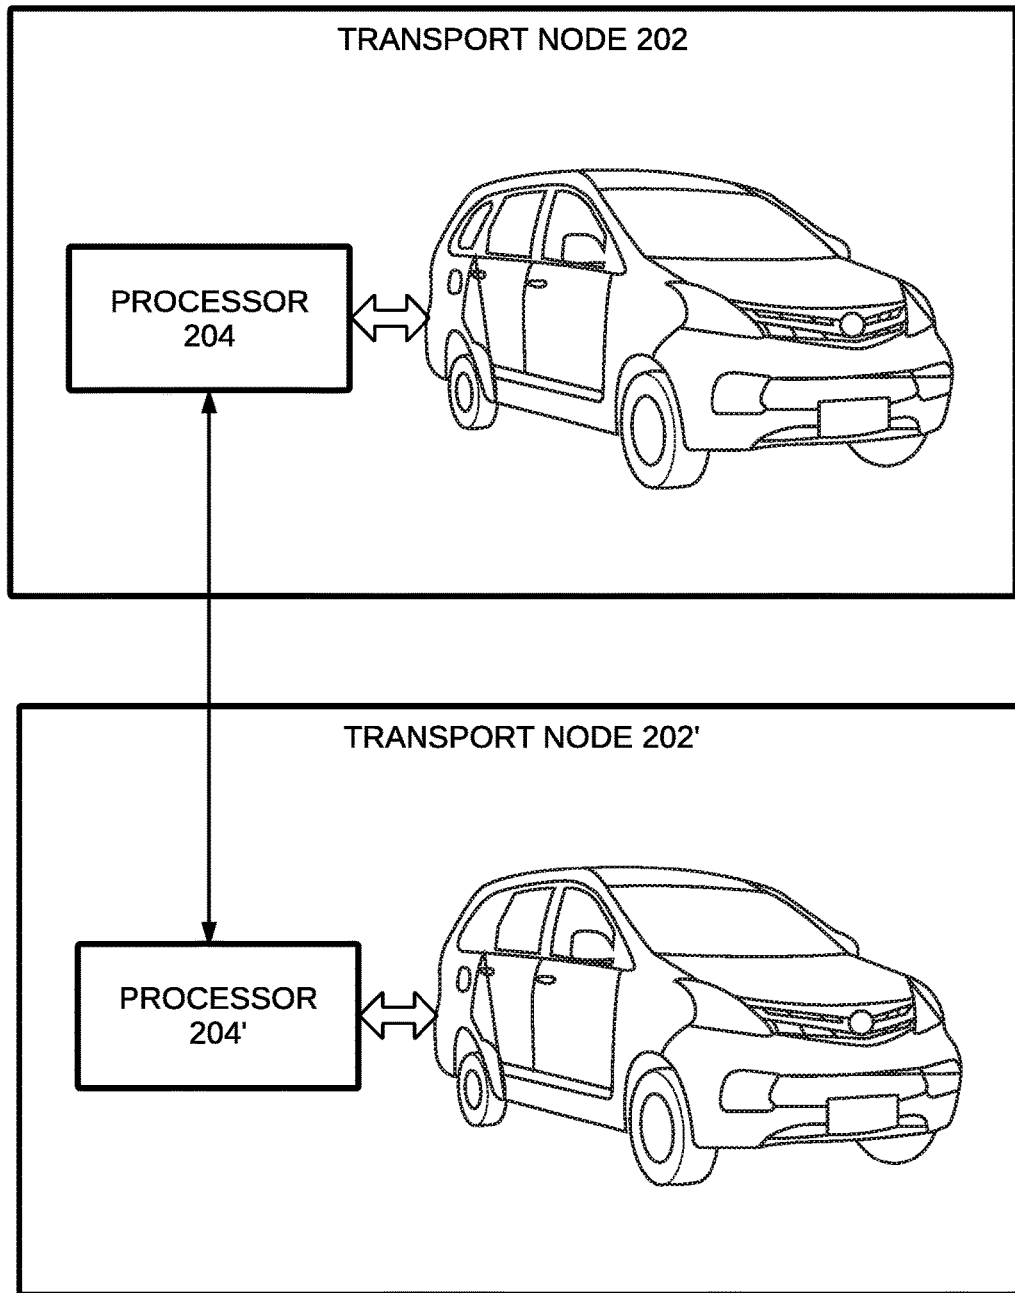 TRANSPORT NODE 202
PROCESSOR
204
TRANSPORT NODE 202'
PROCESSOR
204'